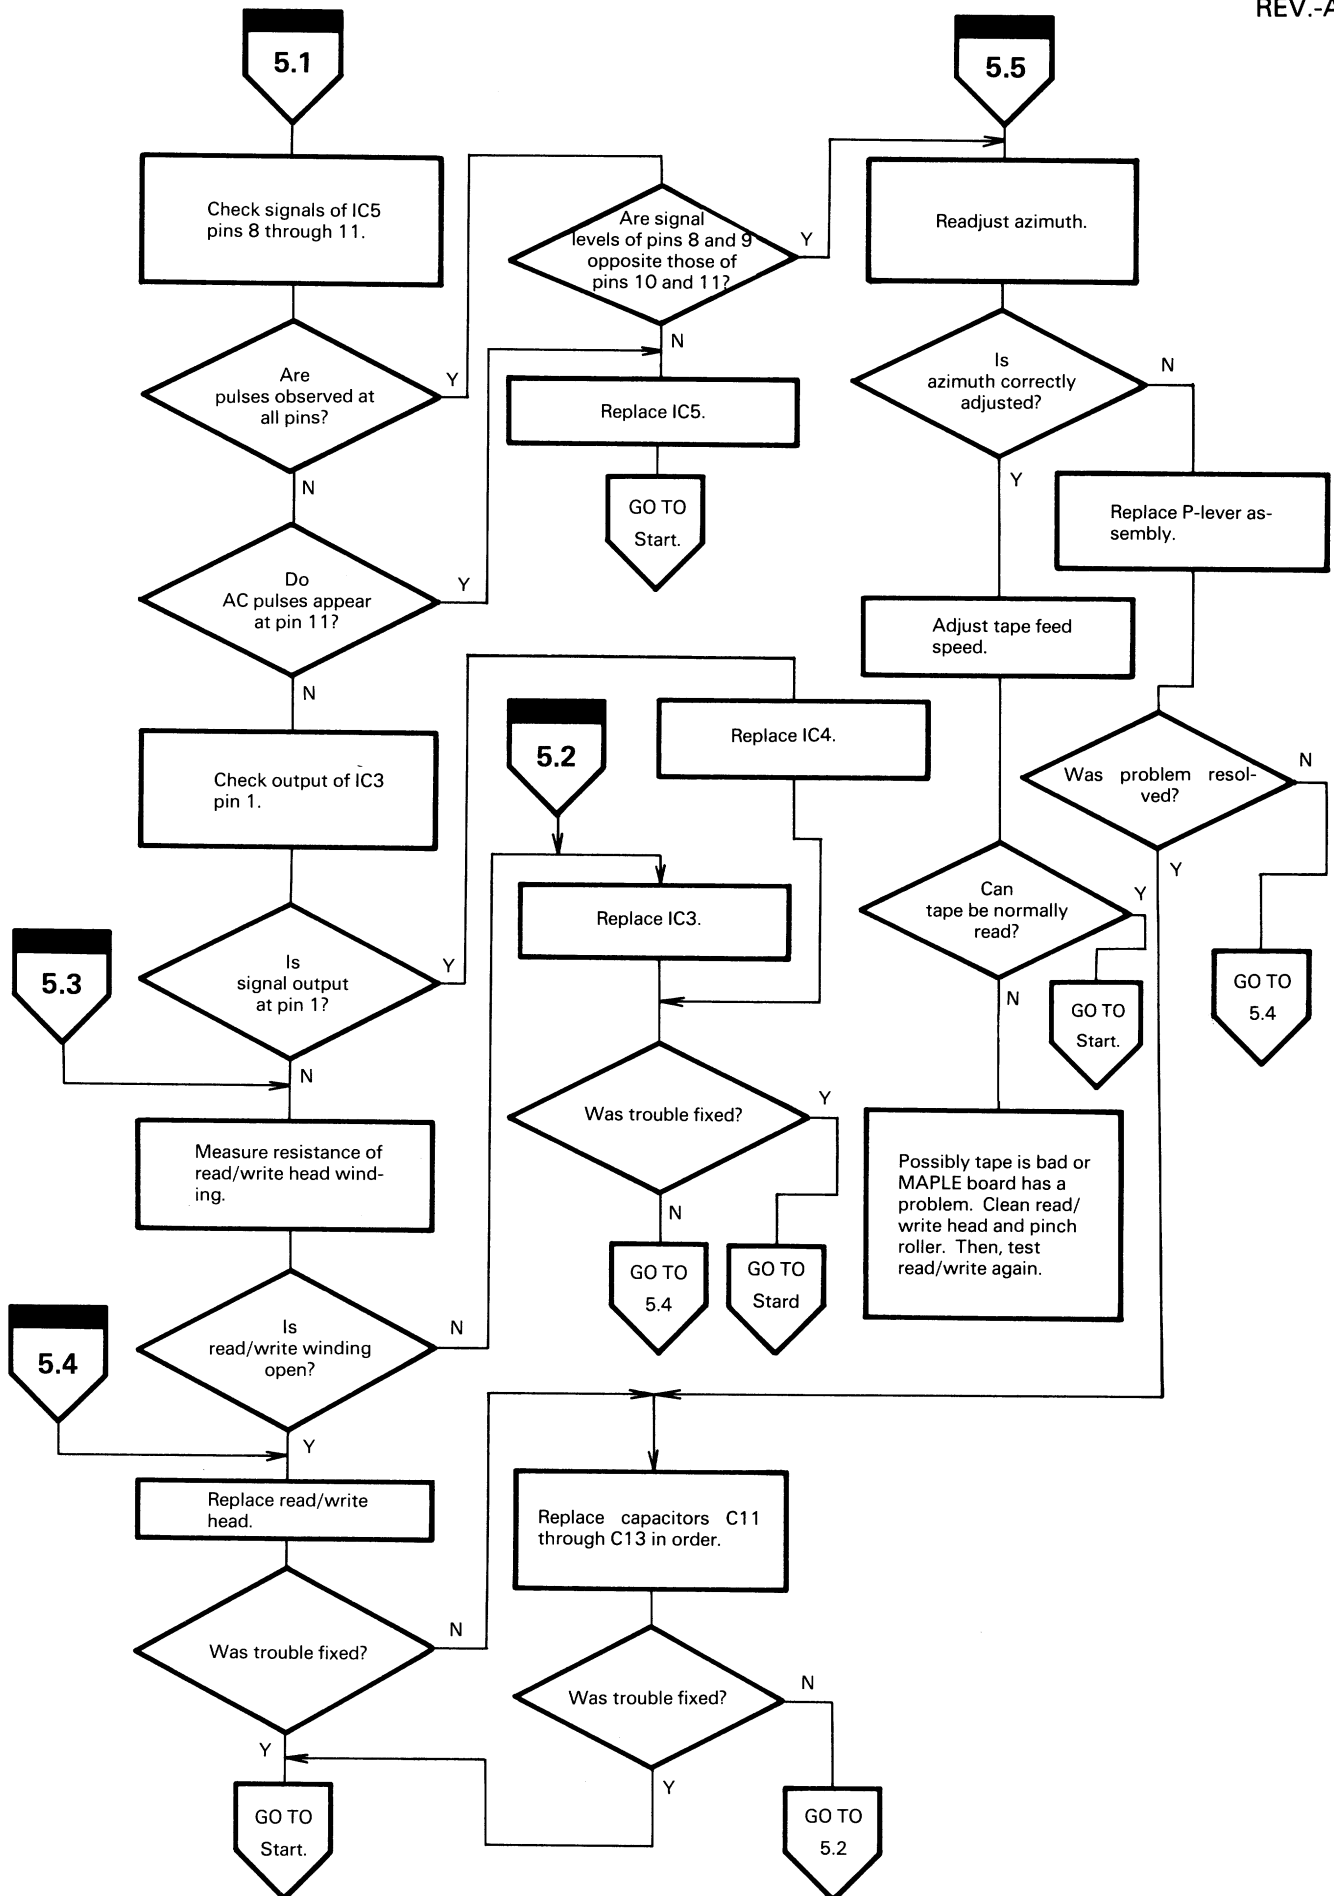 REV.-A
5.1
Check signals of IC5
pins 8 through 11.
Are
pulses observed at
all pins?
Y
N
Do
AC pulses appear
at pin 11?
Y
N
Check output of IC3
pin 1.
Is
signal output
at pin 1?
Y
N
5.3
Measure resistance of
read/write head wind-
ing.
Is
read/write winding
open?
N
Y
5.4
Replace read/write
head.
Was trouble fixed?
N
Y
GO TO
Start.
Are signal
levels of pins 8 and 9
opposite those of
pins 10 and 11?
Y
N
Replace IC5.
GO TO
Start.
5.2
Replace IC4.
Replace IC3.
Was trouble fixed?
Y
N
GO TO
5.4
GO TO
Stard
Replace capacitors C11
through C13 in order.
Was trouble fixed?
N
Y
GO TO
5.2
5.5
Readjust azimuth.
Is
azimuth correctly
adjusted?
N
Y
Replace P-lever as-
sembly.
Adjust tape feed
speed.
Was problem resol-
ved?
N
Y
GO TO
5.4
Can
tape be normally
read?
Y
N
GO TO
Start.
Possibly tape is bad or
MAPLE board has a
problem. Clean read/
write head and pinch
roller. Then, test
read/write again.